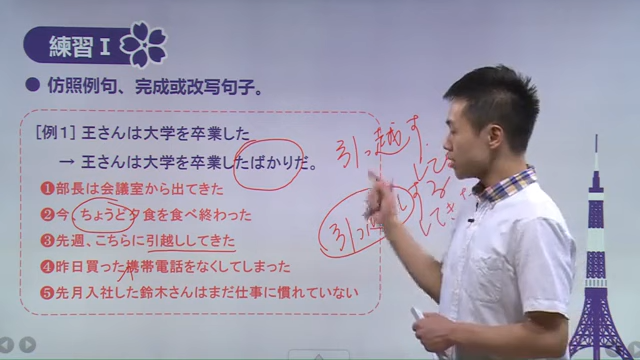 練習Ⅰ
● 仿照例句、完成或改写句子。
[例1] 王さんは大学を卒業した
→ 王さんは大学を卒業したばかりだ。
❶部長は会議室から出てきた
❷今、ちょうど夕食を食べ終わった
❸先週、こちらに引越ししてきた
❹昨日買った携帯電話をなくしてしまった
❺先月入社した鈴木さんはまだ仕事に慣れていない
引っ越す